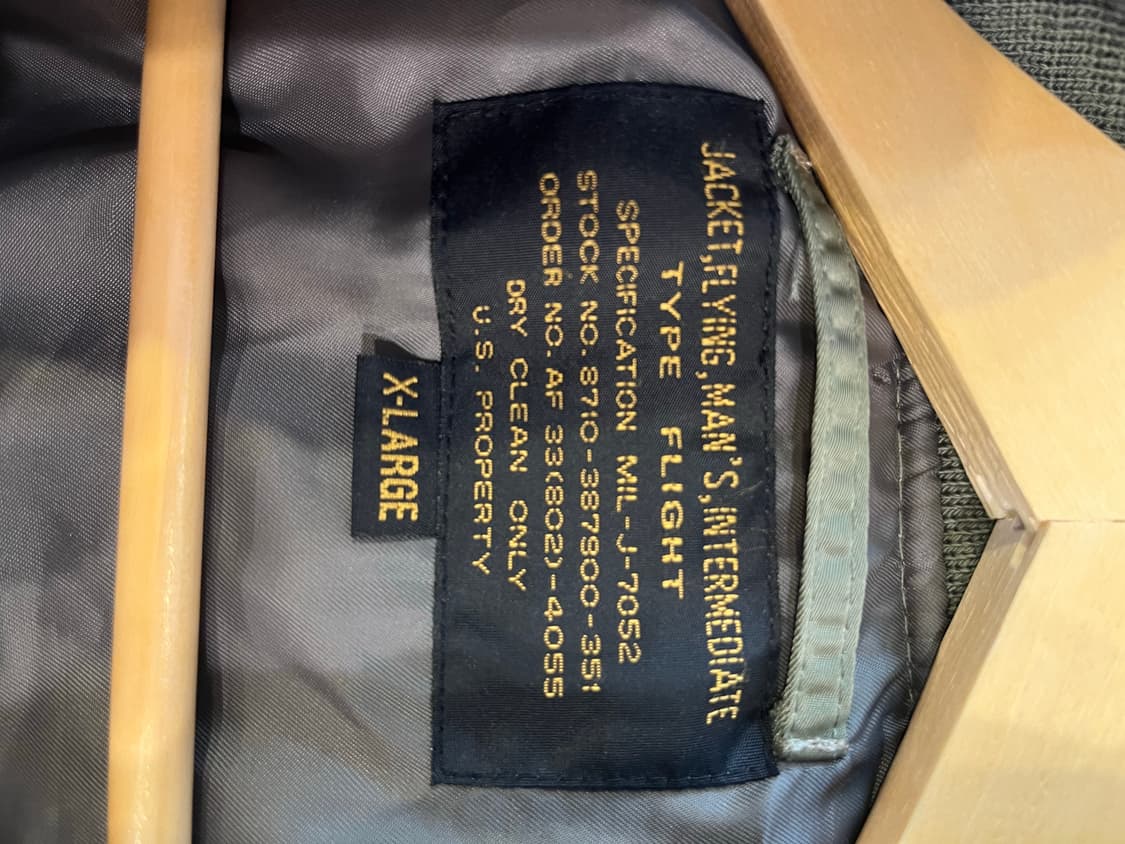 JACKET,FLYING,MAN'S,INTERMEDIATE
TYPE FLIGHT
SPECIFICATION MIL-J-7052
STOCK NO.8710-387900-351
ORDER NO.AF 33(802)-4055
DRY CLEAN ONLY
U.S. PROPERTY
X-LARGE